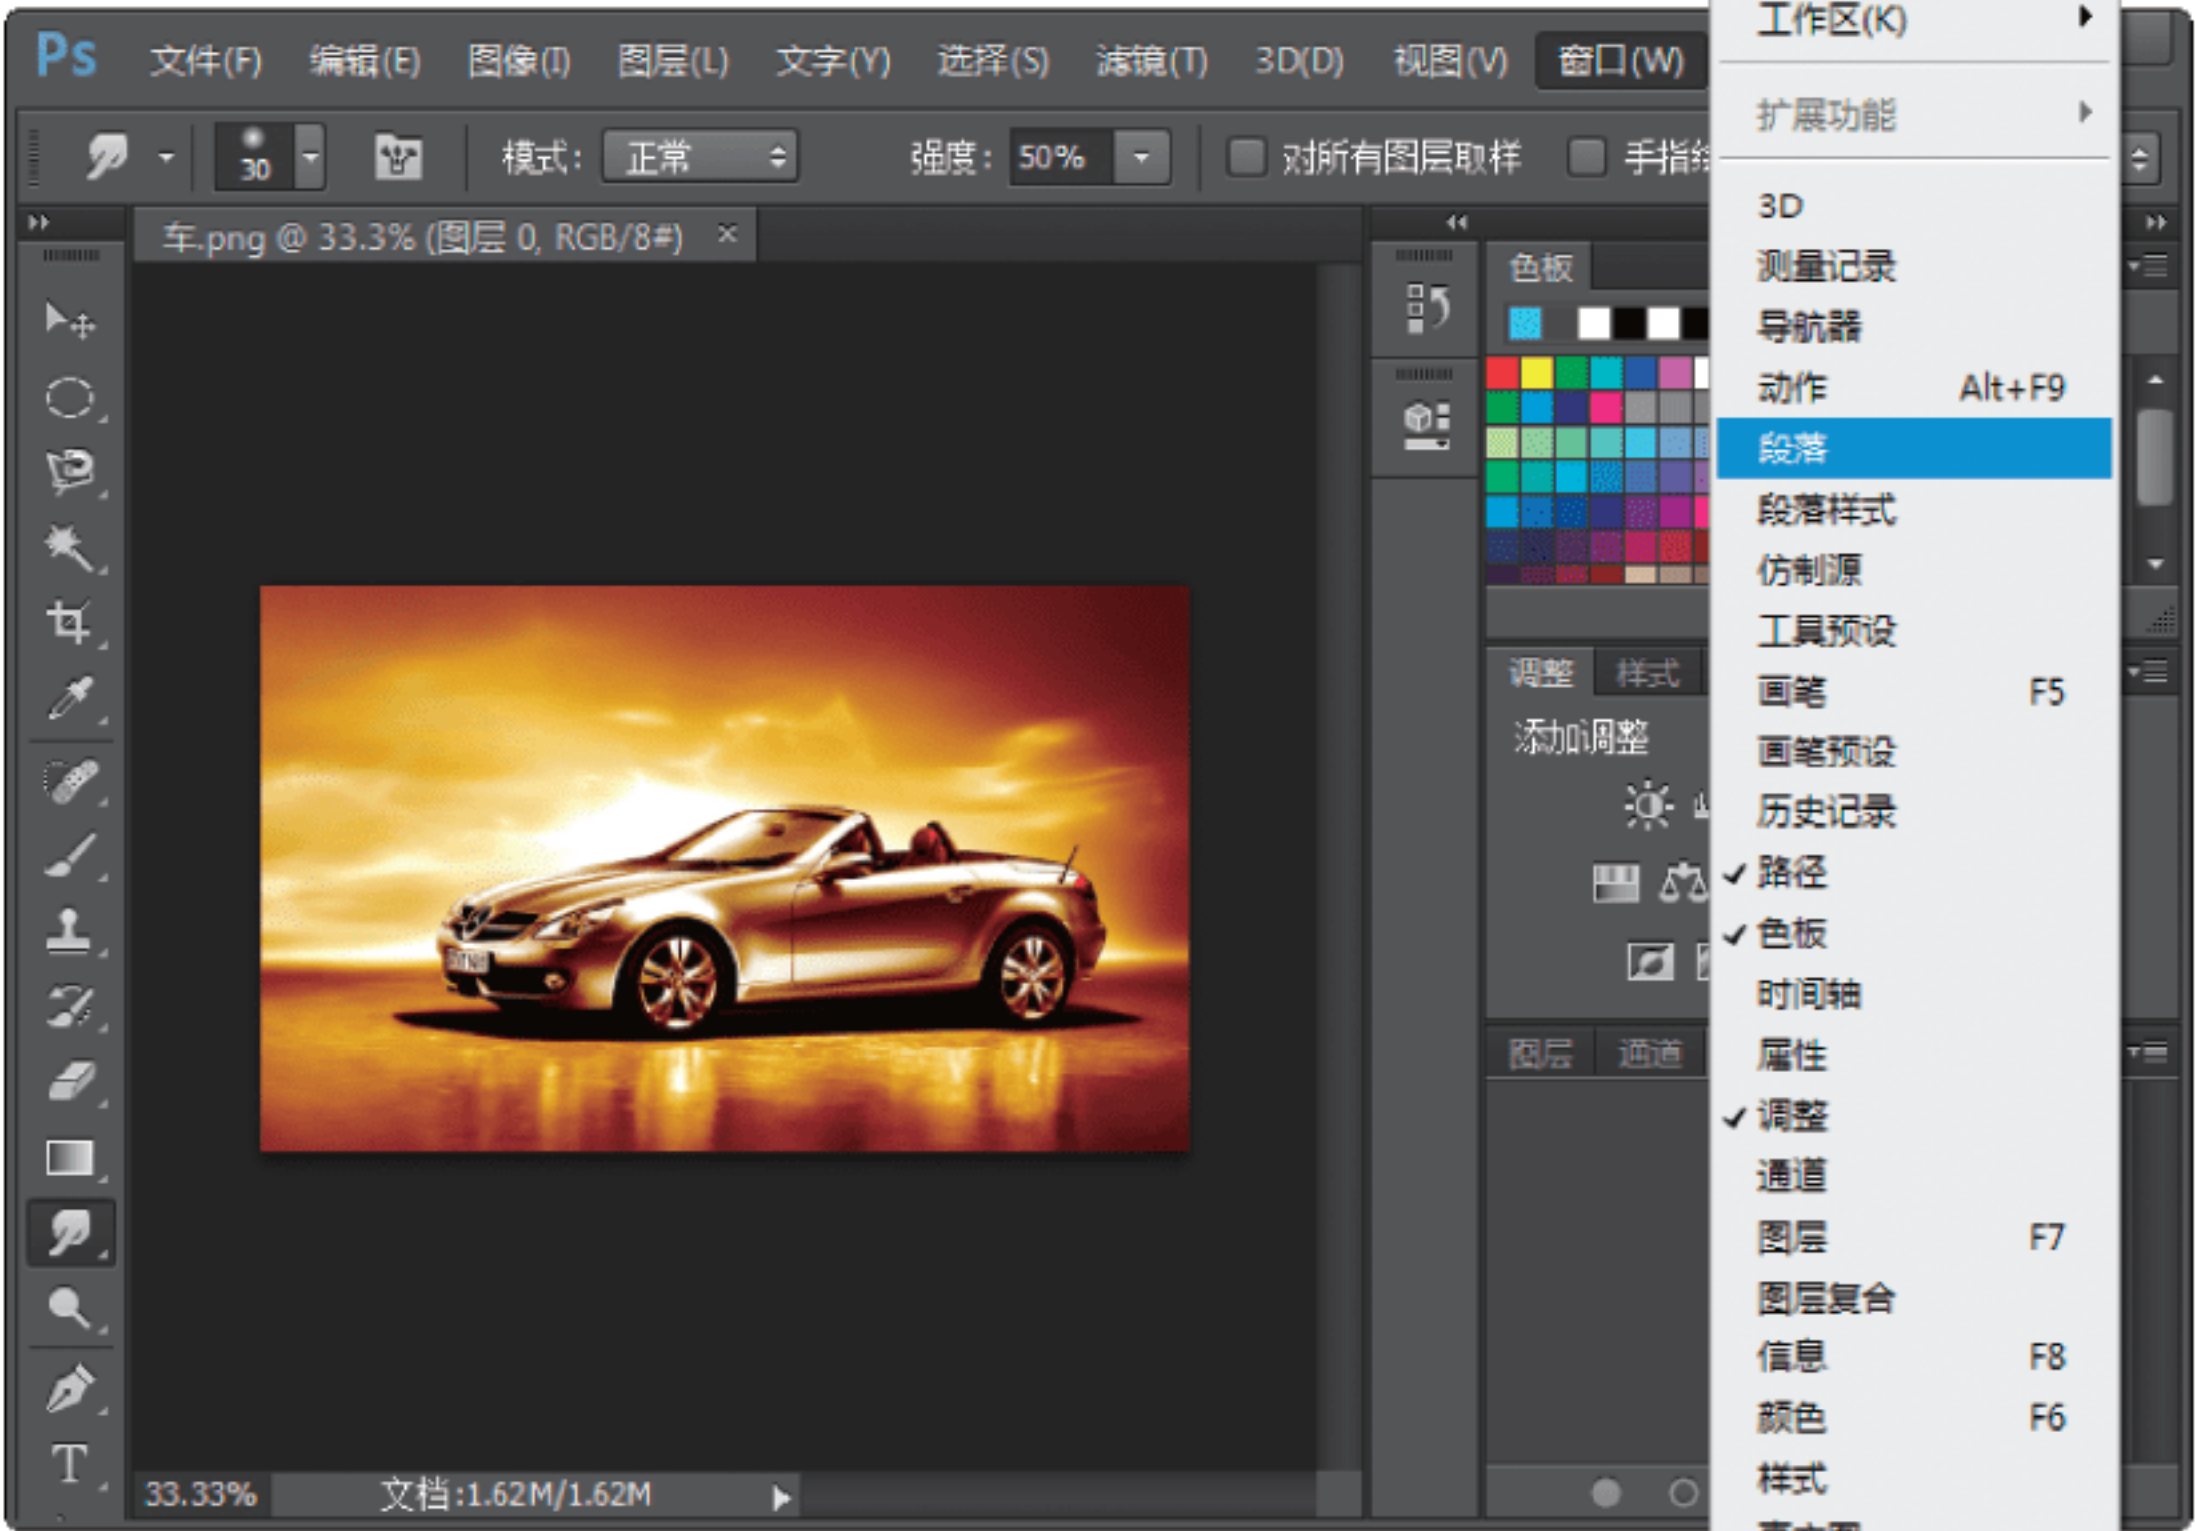 Ps 文件(F) 编辑(E) 图像(I) 图层(L) 文字(Y) 选择(S) 滤镜(T) 3D(D) 视图(V) 窗口(W)
30 模式: 正常 强度: 50% 对所有图层取样 手指
车.png @ 33.3% (图层 0, RGB/8#) ×
色板
调整 样式
添加调整
图层 通道
33.33% 文档:1.62M/1.62M
T
工作区(K)
扩展功能
3D
测量记录
导航器
动作 Alt+F9
段落
段落样式
仿制源
工具预设
画笔 F5
画笔预设
历史记录
路径
色板
时间轴
属性
调整
通道
图层 F7
图层复合
信息 F8
颜色 F6
样式